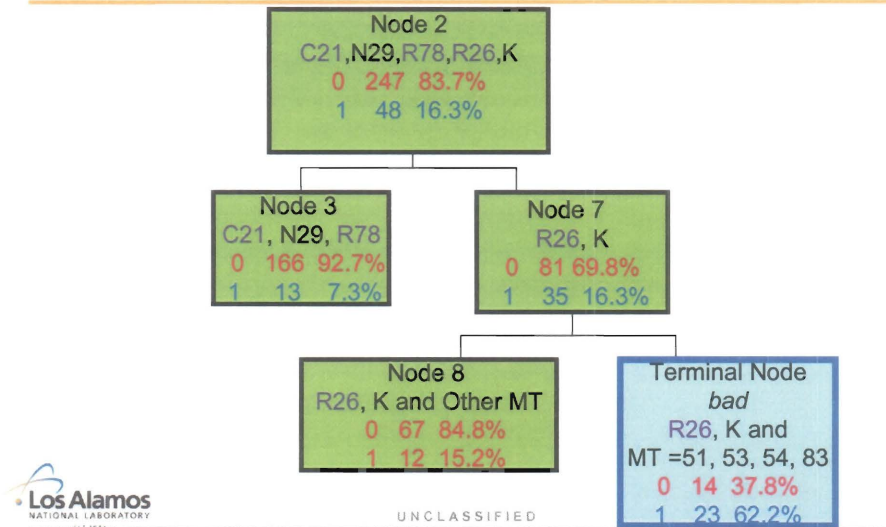 Node 2
C21,N29,R78,R26,K
0 247 83.7%
1 48 16.3%
Node 3
C21, N29, R78
0 166 92.7%
1 13 7.3%
Node 7
R26, K
0 81 69.8%
1 35 16.3%
Node 8
R26, K and Other MT
0 67 84.8%
1 12 15.2%
Terminal Node
bad
R26, K and
MT =51, 53, 54, 83
0 14 37.8%
1 23 62.2%
Los Alamos
NATIONAL LABORATORY
UNCLASSIFIED